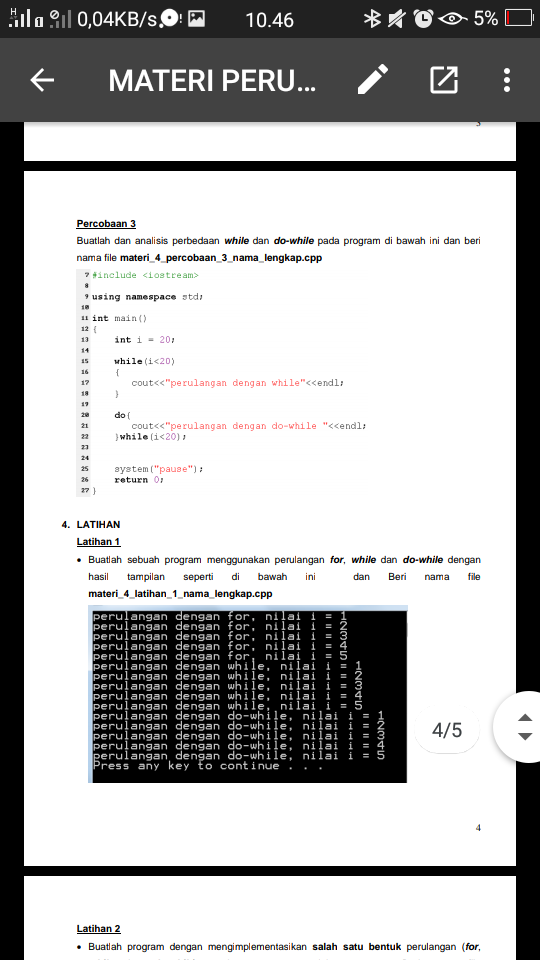 H 0,04KB/s 10.46 5%
MATERI PERU...
3
Percobaan 3
Buatlah dan analisis perbedaan while dan do-while pada program di bawah ini dan beri
nama file materi_4_percobaan_3_nama_lengkap.cpp
7 #include <iostream>
8
9 using namespace std;
10
11 int main()
12 {
13 int i = 20;
14
15 while(i<20)
16 {
17 cout<<"perulangan dengan while"<<endl;
18 }
19
20 do{
21 cout<<"perulangan dengan do-while "<<endl;
22 }while(i<20);
23
24
25 system("pause");
26 return 0;
27 }
4. LATIHAN
Latihan 1
• Buatlah sebuah program menggunakan perulangan for, while dan do-while dengan
hasil tampilan seperti di bawah ini dan Beri nama file
materi_4_latihan_1_nama_lengkap.cpp
perulangan dengan for, nilai i = 1
perulangan dengan for, nilai i = 2
perulangan dengan for, nilai i = 3
perulangan dengan for, nilai i = 4
perulangan dengan for, nilai i = 5
perulangan dengan while, nilai i = 1
perulangan dengan while, nilai i = 2
perulangan dengan while, nilai i = 3
perulangan dengan while, nilai i = 4
perulangan dengan while, nilai i = 5
perulangan dengan do-while, nilai i = 1
perulangan dengan do-while, nilai i = 2
perulangan dengan do-while, nilai i = 3
perulangan dengan do-while, nilai i = 4
perulangan dengan do-while, nilai i = 5
Press any key to continue . . .
4/5
4
Latihan 2
• Buatlah program dengan mengimplementasikan salah satu bentuk perulangan (for,